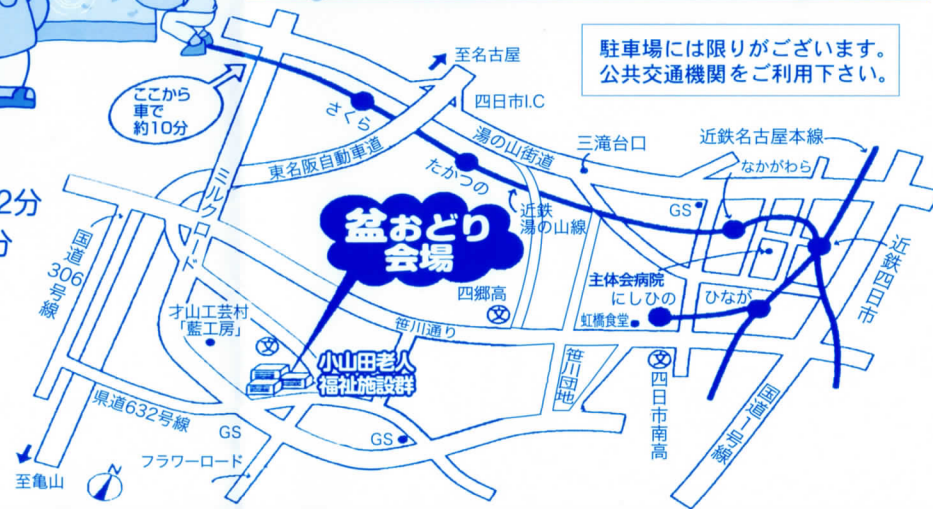 駐車場には限りがございます。
公共交通機関をご利用下さい。
至名古屋
四日市I.C
ここから
車で
約10分
さくら
東名阪自動車道
湯の山街道
三滝台口
近鉄名古屋本線
なかがわら
たかつの
近鉄
湯の山線
GS
ミルクロード
2分
分
国道306号線
盆おどり
会場
近鉄四日市
主体会病院
にしひの
ひなが
虹橋食堂
四郷高
文
笹川通り
才山工芸村
「藍工房」
文
小山田老人
福祉施設群
笹川団地
文
四日市南高
国道1号線
県道632号線
GS
GS
フラワーロード
至亀山
N